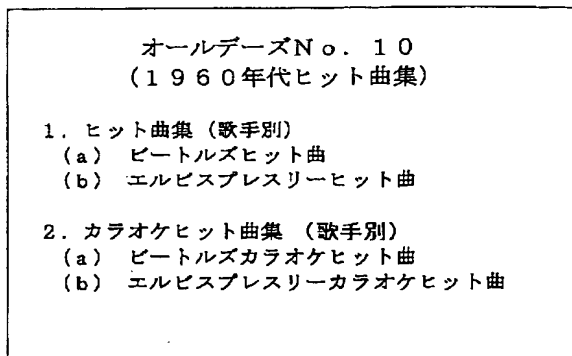 オールデーズNo．10
（1960年代ヒット曲集）
1．ヒット曲集（歌手別）
（a） ビートルズヒット曲
（b） エルビスプレスリーヒット曲
2．カラオケヒット曲集 （歌手別）
（a） ビートルズカラオケヒット曲
（b） エルビスプレスリーカラオケヒット曲